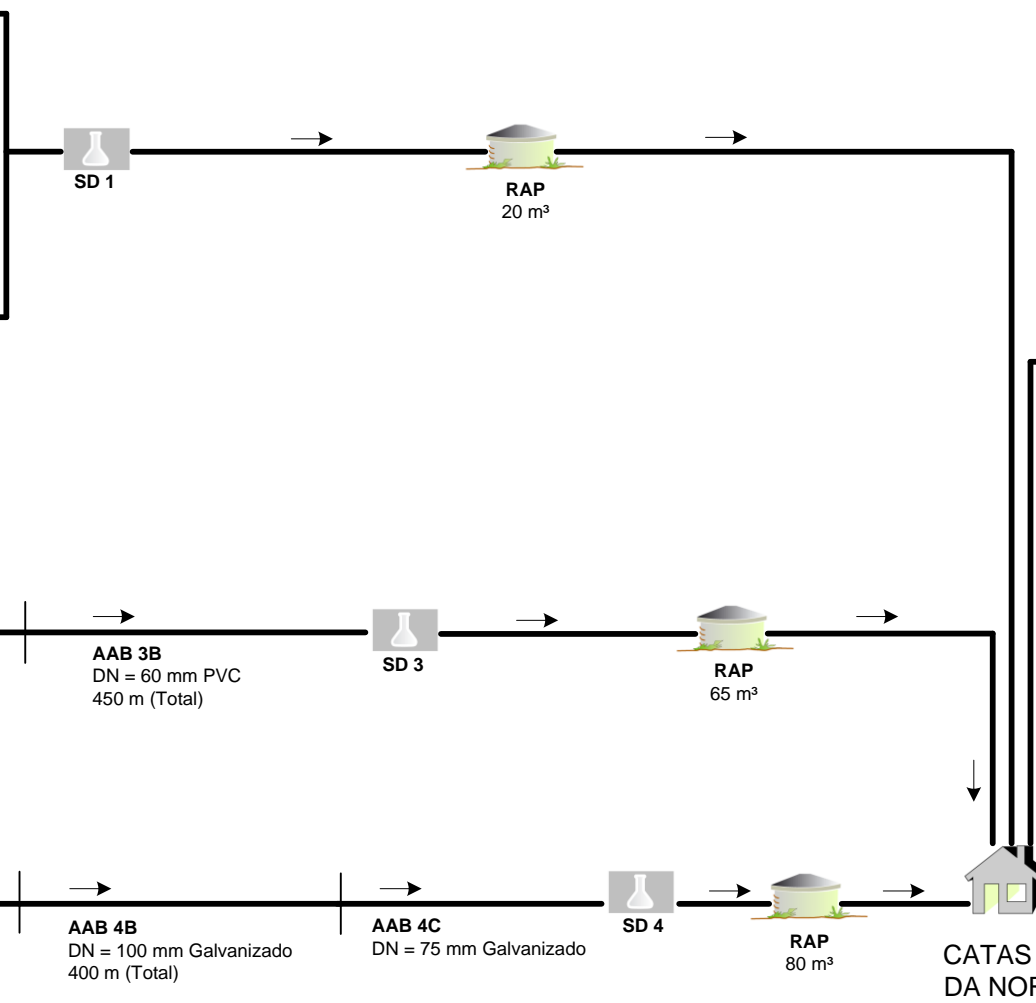 SD 1
RAP
20 m³
AAB 3B
DN = 60 mm PVC
450 m (Total)
SD 3
RAP
65 m³
AAB 4B
DN = 100 mm Galvanizado
400 m (Total)
AAB 4C
DN = 75 mm Galvanizado
SD 4
RAP
80 m³
CATAS
DA